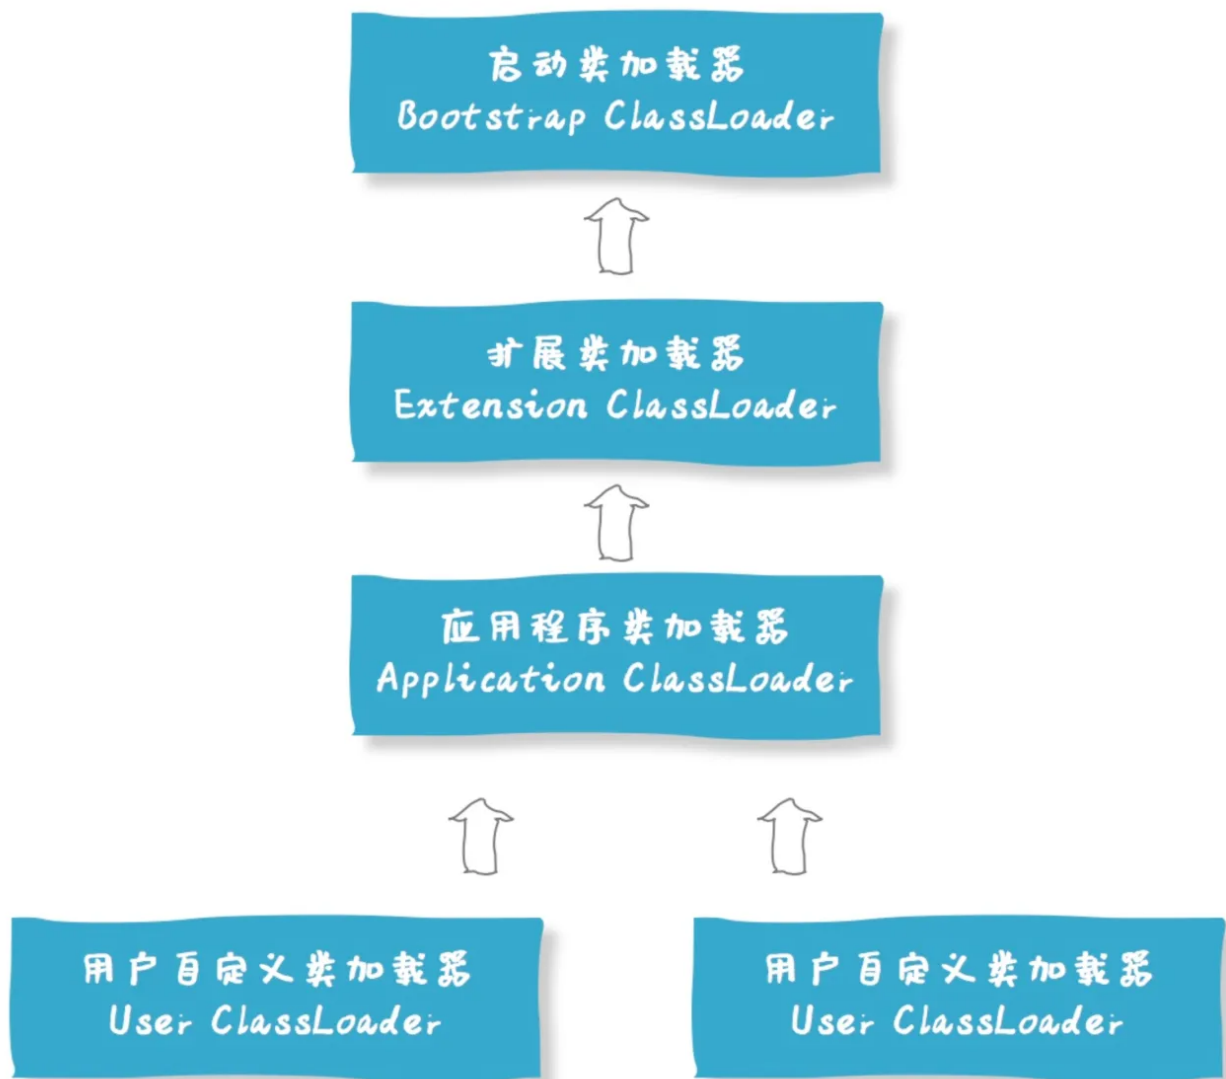 启动类加载器
Bootstrap ClassLoader
扩展类加载器
Extension ClassLoader
应用程序类加载器
Application ClassLoader
用户自定义类加载器
User ClassLoader
用户自定义类加载器
User ClassLoader